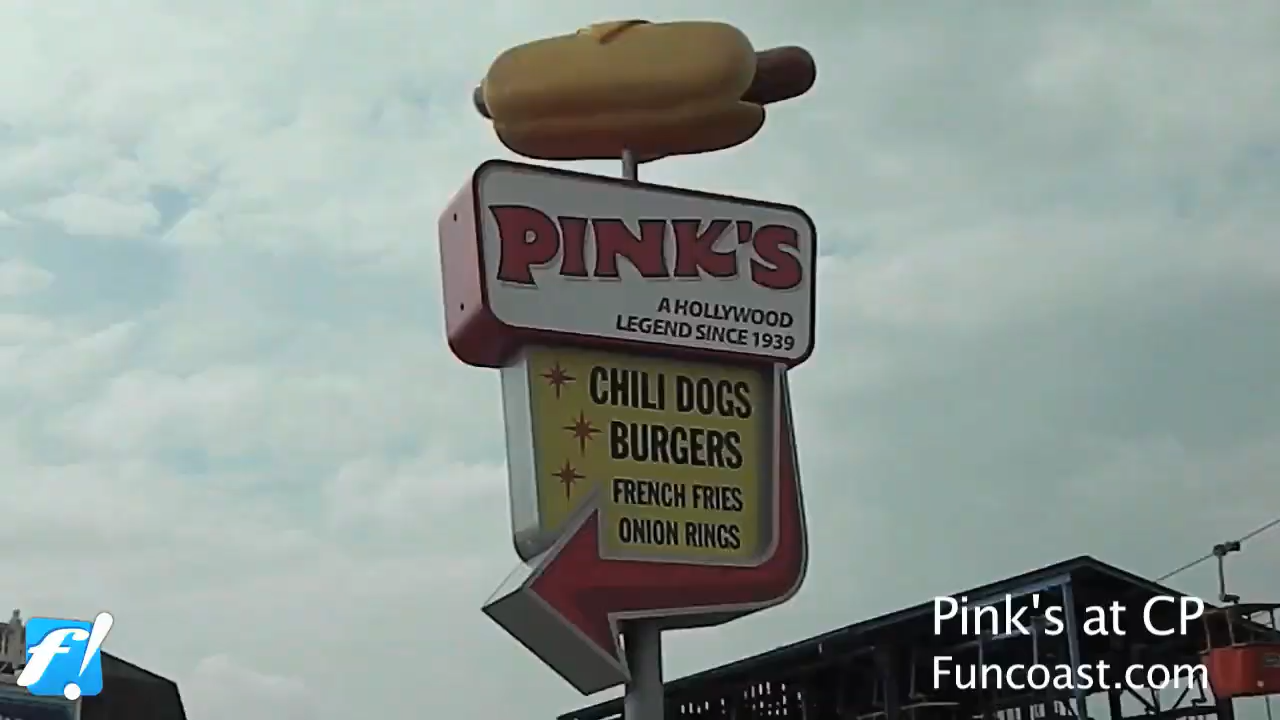 PINK'S
A HOLLYWOOD
LEGEND SINCE 1939
CHILI DOGS
BURGERS
FRENCH FRIES
ONION RINGS
f!
Pink's at CP
Funcoast.com